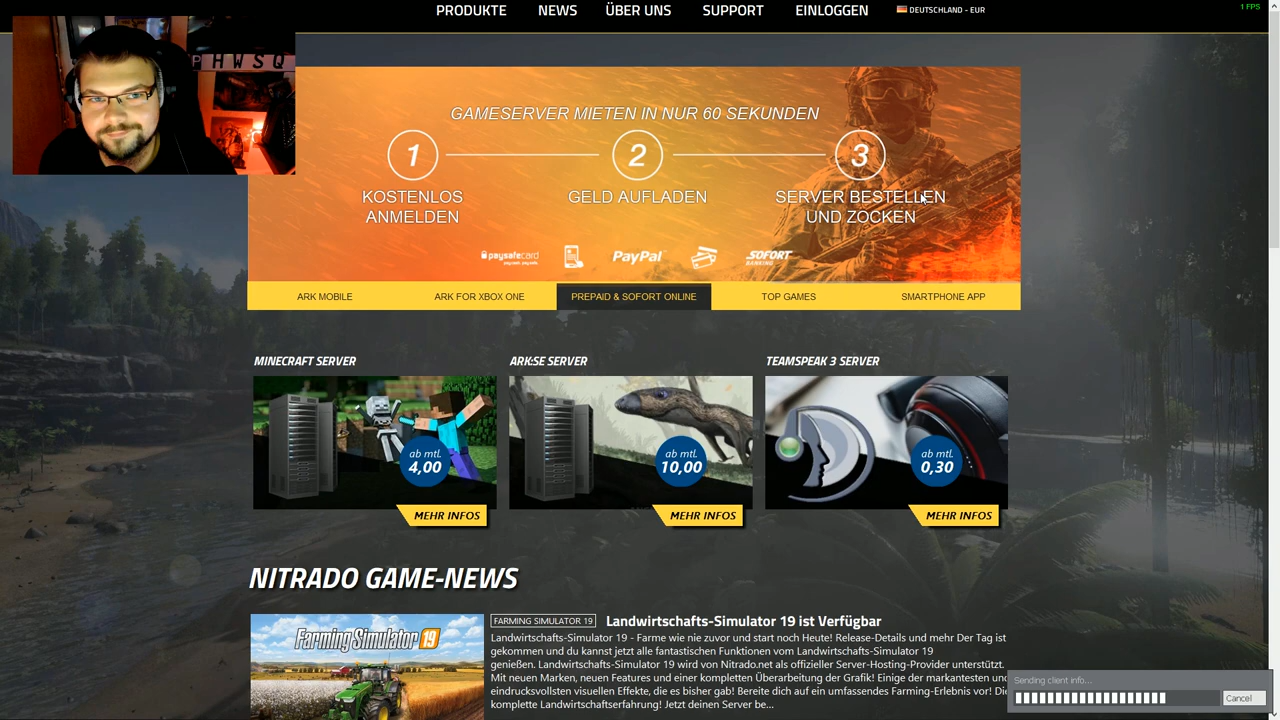 PRODUKTE NEWS ÜBER UNS SUPPORT EINLOGGEN DEUTSCHLAND - EUR
1 FPS
P H W S Q
GAMESERVER MIETEN IN NUR 60 SEKUNDEN
1 2 3
KOSTENLOS ANMELDEN
GELD AUFLADEN
SERVER BESTELLEN UND ZOCKEN
paysafecard
PayPal
SOFORT BANKING
ARK MOBILE ARK FOR XBOX ONE PREPAID & SOFORT ONLINE TOP GAMES SMARTPHONE APP
MINECRAFT SERVER
ab mtl.
4,00
MEHR INFOS
ARK:SE SERVER
ab mtl.
10,00
MEHR INFOS
TEAMSPEAK 3 SERVER
ab mtl.
0,30
MEHR INFOS
NITRADO GAME-NEWS
Farming Simulator 19
FARMING SIMULATOR 19 Landwirtschafts-Simulator 19 ist Verfügbar
Landwirtschafts-Simulator 19 - Farme wie nie zuvor und start noch Heute! Release-Details und mehr Der Tag ist
gekommen und du kannst jetzt alle fantastischen Funktionen vom Landwirtschafts-Simulator 19
genießen. Landwirtschafts-Simulator 19 wird von Nitrado.net als offizieller Server-Hosting-Provider unterstützt.
Mit neuen Marken, neuen Features und einer kompletten Überarbeitung der Grafik! Einige der markantesten und
eindrucksvollsten visuellen Effekte, die es bisher gab! Bereite dich auf ein umfassendes Farming-Erlebnis vor! Die
komplette Landwirtschaftserfahrung! Jetzt deinen Server be...
Sending client info...
Cancel